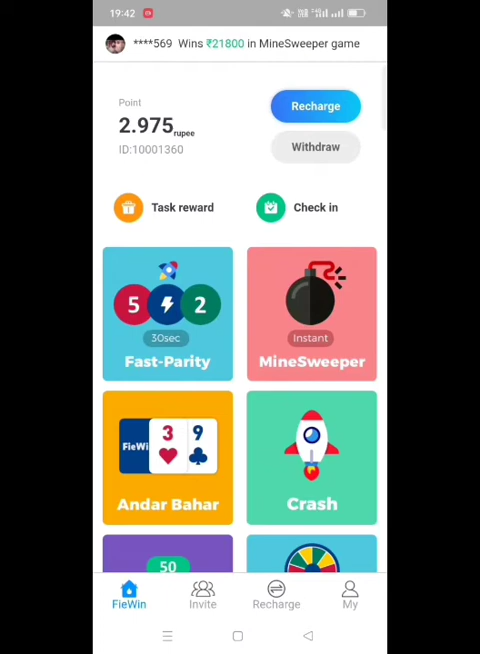 19:42
****569 Wins ₹21800 in MineSweeper game
Point
2.975rupee
ID:10001360
Recharge
Withdraw
Task reward
Check in
5 2
30sec
Fast-Parity
Instant
MineSweeper
FieWi 3 9
Andar Bahar
Crash
50
FieWin
Invite
Recharge
My